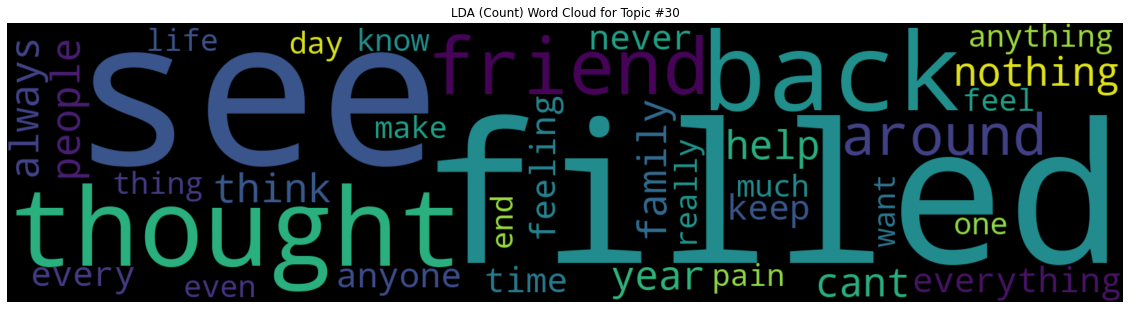 LDA (Count) Word Cloud for Topic #30
always
people
life
day
know
see
friend
never
back
anything
nothing
feel
make
thing
think
thought
filled
feeling
family
really
help
around
much
keep
want
one
end
every
even
anyone
time
year
pain
cant
everything